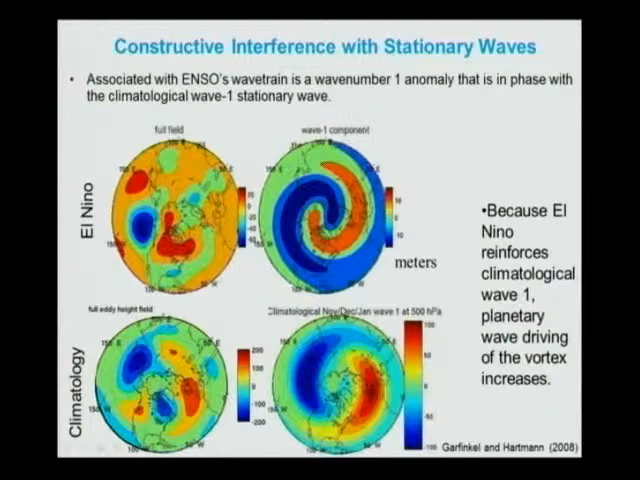 Constructive Interference with Stationary Waves
• Associated with ENSO's wavetrain is a wavenumber 1 anomaly that is in phase with
the climatological wave-1 stationary wave.
full field
wave-1 component
El Nino
meters
•Because El
Nino
reinforces
climatological
wave 1,
planetary
wave driving
of the vortex
increases.
full eddy height field
Climatological Nov/Dec/Jan wave 1 at 500 hPa
Climatology
200
100
0
-100
-200
100
50
0
-50
Garfinkel and Hartmann (2008)